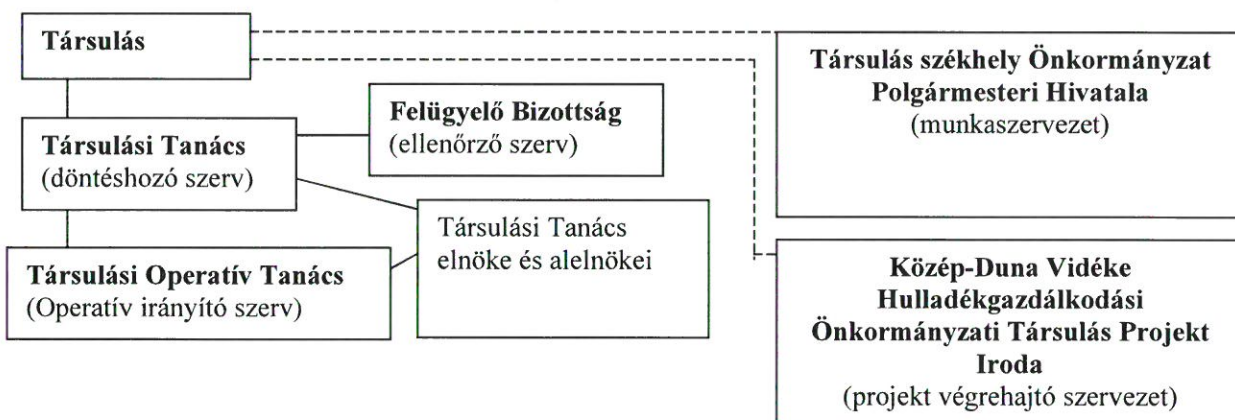 Társulás
Társulási Tanács
(döntéshozó szerv)
Társulási Operatív Tanács
(Operatív irányító szerv)
Felügyelő Bizottság
(ellenőrző szerv)
Társulási Tanács
elnöke és alelnökei
Társulás székhely Önkormányzat
Polgármesteri Hivatala
(munkaszervezet)
Közép-Duna Vidéke
Hulladékgazdálkodási
Önkormányzati Társulás Projekt
Iroda
(projekt végrehajtó szervezet)